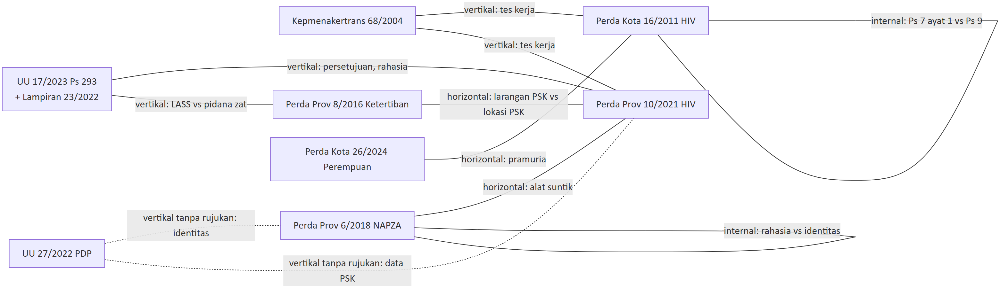 vertikal: tes kerja
Kepmenakertrans 68/2004
Perda Kota 16/2011 HIV
internal: Ps 7 ayat 1 vs Ps 9
vertikal: tes kerja
vertikal: persetujuan, rahasia
UU 17/2023 Ps 293
+ Lampiran 23/2022
vertikal: LASS vs pidana zat
Perda Prov 8/2016 Ketertiban
horizontal: larangan PSK vs
lokasi PSK
Perda Prov 10/2021 HIV
Perda Kota 26/2024
Perempuan
horizontal: pramuria
horizontal: alat suntik
vertikal tanpa rujukan:
identitas
Perda Prov 6/2018 NAPZA
internal: rahasia vs identitas
UU 27/2022 PDP
vertikal tanpa rujukan: data
PSK